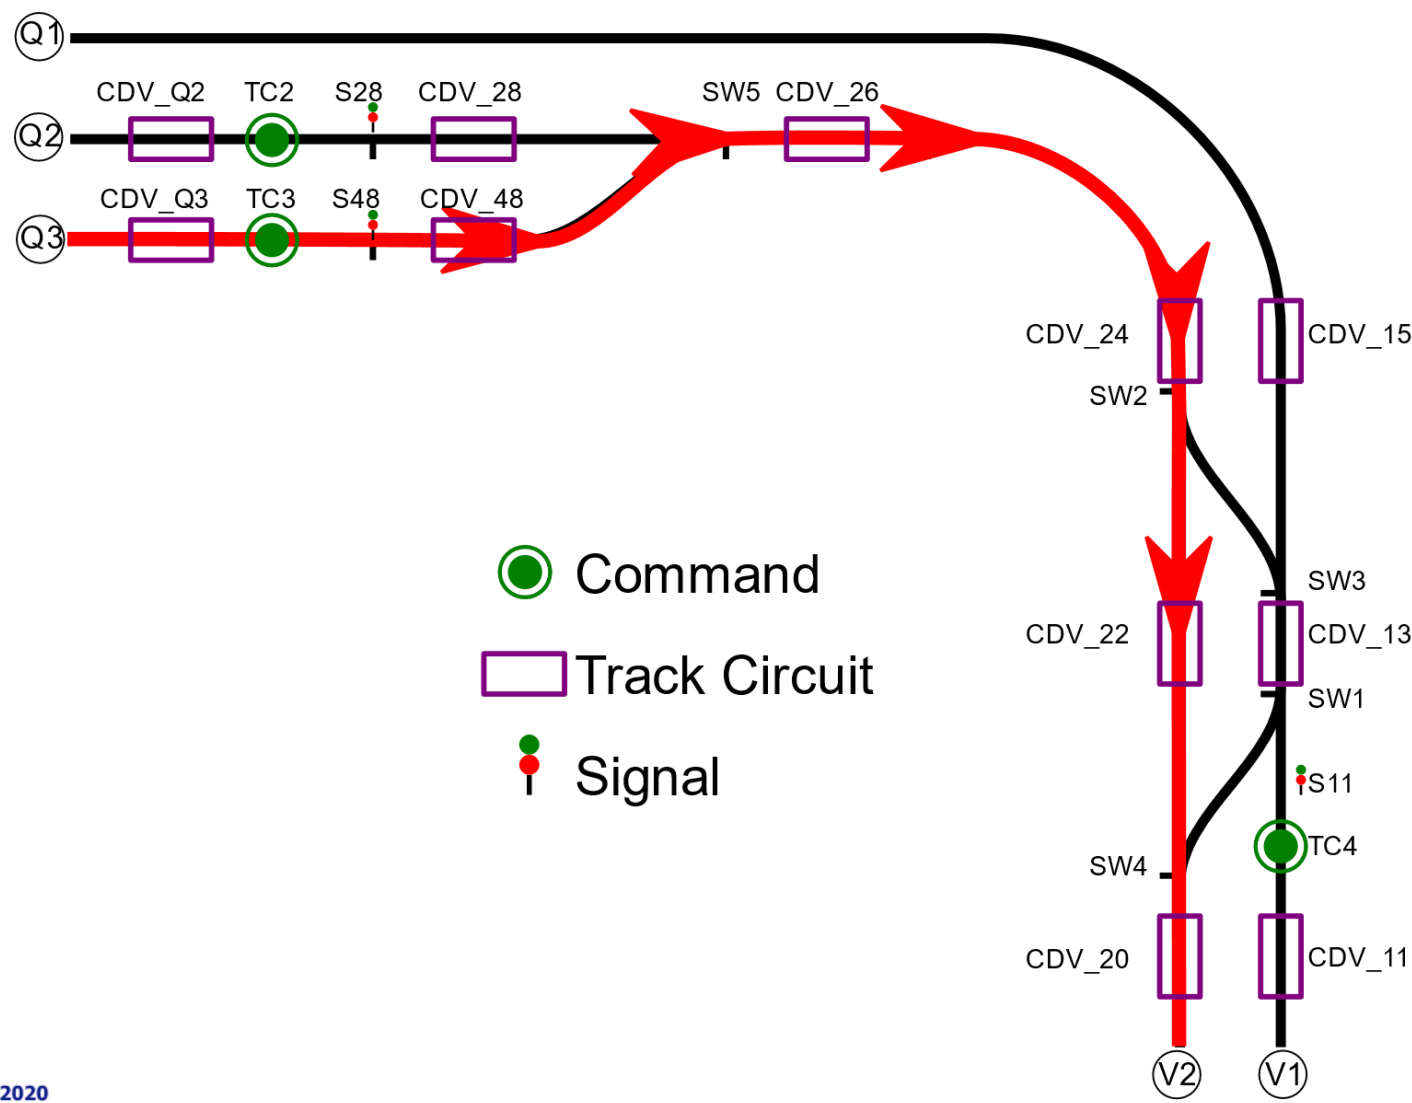 Q1
CDV_Q2 TC2 S28 CDV_28 SW5 CDV_26
Q2
CDV_Q3 TC3 S48 CDV_48
Q3
CDV_24 CDV_15
SW2
Command
SW3
CDV_22 CDV_13
Track Circuit
SW1
Signal
S11
TC4
SW4
CDV_20 CDV_11
V2 V1
2020